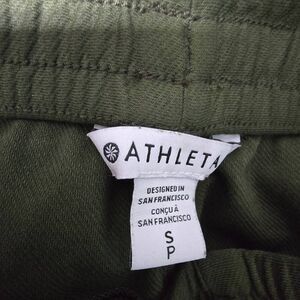 ATHLETA
DESIGNED IN
SAN FRANCISCO
CONÇU À
SAN FRANCISCO
S
P